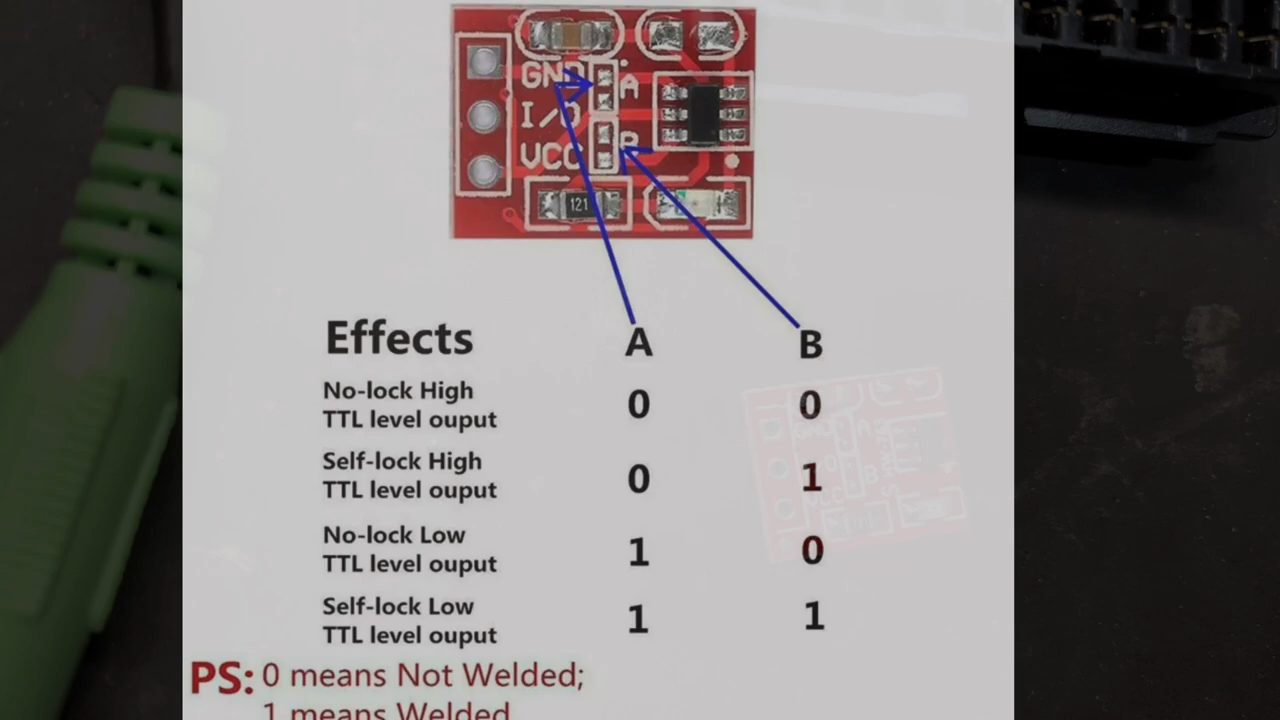 GND
A
I/O
B
VCC
121
Effects A B
No-lock High
TTL level ouput 0 0
Self-lock High
TTL level ouput 0 1
No-lock Low
TTL level ouput 1 0
Self-lock Low
TTL level ouput 1 1
PS: 0 means Not Welded;
1 means Welded